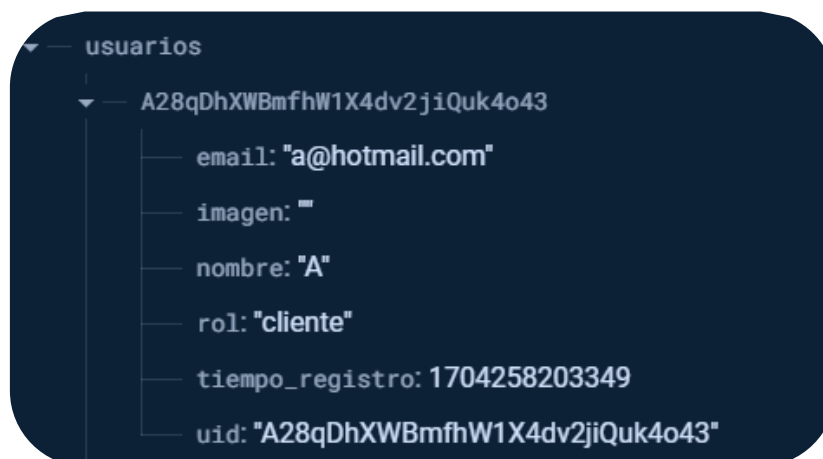 usuarios
A28qDhXWBmfhW1X4dv2jiQuk4o43
email: "a@hotmail.com"
imagen: ""
nombre: "A"
rol: "cliente"
tiempo_registro: 1704258203349
uid: "A28qDhXWBmfhW1X4dv2jiQuk4o43"